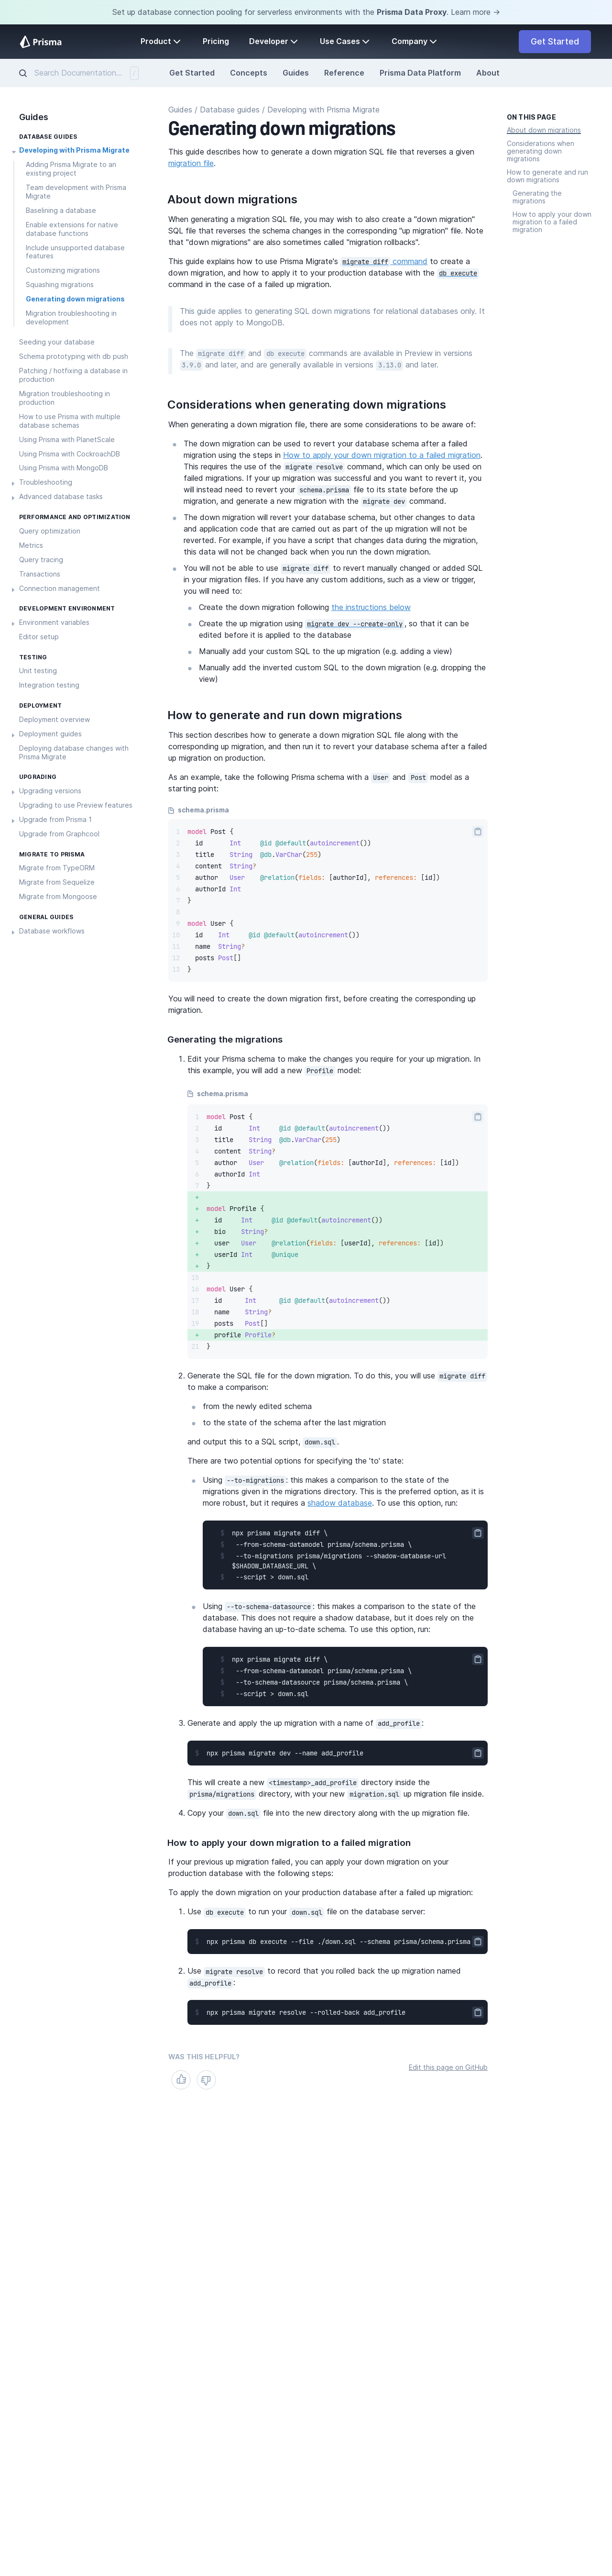 Set up database connection pooling for serverless environments with the Prisma Data Proxy. Learn more →
Prisma
Product
Pricing
Developer
Use Cases
Company
Get Started
Search Documentation... /
Get Started
Concepts
Guides
Reference
Prisma Data Platform
About
Guides
DATABASE GUIDES
Developing with Prisma Migrate
Adding Prisma Migrate to an
existing project
Team development with Prisma
Migrate
Baselining a database
Enable extensions for native
database functions
Include unsupported database
features
Customizing migrations
Squashing migrations
Generating down migrations
Migration troubleshooting in
development
Seeding your database
Schema prototyping with db push
Patching / hotfixing a database in
production
Migration troubleshooting in
production
How to use Prisma with multiple
database schemas
Using Prisma with PlanetScale
Using Prisma with CockroachDB
Using Prisma with MongoDB
Troubleshooting
Advanced database tasks
PERFORMANCE AND OPTIMIZATION
Query optimization
Metrics
Query tracing
Transactions
Connection management
DEVELOPMENT ENVIRONMENT
Environment variables
Editor setup
TESTING
Unit testing
Integration testing
DEPLOYMENT
Deployment overview
Deployment guides
Deploying database changes with
Prisma Migrate
UPGRADING
Upgrading versions
Upgrading to use Preview features
Upgrade from Prisma 1
Upgrade from Graphcool
MIGRATE TO PRISMA
Migrate from TypeORM
Migrate from Sequelize
Migrate from Mongoose
GENERAL GUIDES
Database workflows
Guides / Database guides / Developing with Prisma Migrate
Generating down migrations
This guide describes how to generate a down migration SQL file that reverses a given
migration file.
About down migrations
When generating a migration SQL file, you may wish to also create a "down migration"
SQL file that reverses the schema changes in the corresponding "up migration" file. Note
that "down migrations" are also sometimes called "migration rollbacks".
This guide explains how to use Prisma Migrate's migrate diff command to create a
down migration, and how to apply it to your production database with the db execute
command in the case of a failed up migration.
This guide applies to generating SQL down migrations for relational databases only. It
does not apply to MongoDB.
The migrate diff and db execute commands are available in Preview in versions
3.9.0 and later, and are generally available in versions 3.13.0 and later.
Considerations when generating down migrations
When generating a down migration file, there are some considerations to be aware of:
The down migration can be used to revert your database schema after a failed
migration using the steps in How to apply your down migration to a failed migration.
This requires the use of the migrate resolve command, which can only be used on
failed migrations. If your up migration was successful and you want to revert it, you
will instead need to revert your schema.prisma file to its state before the up
migration, and generate a new migration with the migrate dev command.
The down migration will revert your database schema, but other changes to data
and application code that are carried out as part of the up migration will not be
reverted. For example, if you have a script that changes data during the migration,
this data will not be changed back when you run the down migration.
You will not be able to use migrate diff to revert manually changed or added SQL
in your migration files. If you have any custom additions, such as a view or trigger,
you will need to:
Create the down migration following the instructions below
Create the up migration using migrate dev --create-only, so that it can be
edited before it is applied to the database
Manually add your custom SQL to the up migration (e.g. adding a view)
Manually add the inverted custom SQL to the down migration (e.g. dropping the
view)
How to generate and run down migrations
This section describes how to generate a down migration SQL file along with the
corresponding up migration, and then run it to revert your database schema after a failed
up migration on production.
As an example, take the following Prisma schema with a User and Post model as a
starting point:
schema.prisma
1 model Post {
2 id Int @id @default(autoincrement())
3 title String @db.VarChar(255)
4 content String?
5 author User @relation(fields: [authorId], references: [id])
6 authorId Int
7 }
8
9 model User {
10 id Int @id @default(autoincrement())
11 name String?
12 posts Post[]
13 }
You will need to create the down migration first, before creating the corresponding up
migration.
Generating the migrations
1. Edit your Prisma schema to make the changes you require for your up migration. In
this example, you will add a new Profile model:
schema.prisma
1 model Post {
2 id Int @id @default(autoincrement())
3 title String @db.VarChar(255)
4 content String?
5 author User @relation(fields: [authorId], references: [id])
6 authorId Int
7 }
+
+ model Profile {
+ id Int @id @default(autoincrement())
+ bio String?
+ user User @relation(fields: [userId], references: [id])
+ userId Int @unique
+ }
15
16 model User {
17 id Int @id @default(autoincrement())
18 name String?
19 posts Post[]
+ profile Profile?
21 }
2. Generate the SQL file for the down migration. To do this, you will use migrate diff
to make a comparison:
from the newly edited schema
to the state of the schema after the last migration
and output this to a SQL script, down.sql.
There are two potential options for specifying the 'to' state:
Using --to-migrations: this makes a comparison to the state of the
migrations given in the migrations directory. This is the preferred option, as it is
more robust, but it requires a shadow database. To use this option, run:
$ npx prisma migrate diff \
$ --from-schema-datamodel prisma/schema.prisma \
$ --to-migrations prisma/migrations --shadow-database-url
$SHADOW_DATABASE_URL \
$ --script > down.sql
Using --to-schema-datasource: this makes a comparison to the state of the
database. This does not require a shadow database, but it does rely on the
database having an up-to-date schema. To use this option, run:
$ npx prisma migrate diff \
$ --from-schema-datamodel prisma/schema.prisma \
$ --to-schema-datasource prisma/schema.prisma \
$ --script > down.sql
3. Generate and apply the up migration with a name of add_profile:
$ npx prisma migrate dev --name add_profile
This will create a new <timestamp>_add_profile directory inside the
prisma/migrations directory, with your new migration.sql up migration file inside.
4. Copy your down.sql file into the new directory along with the up migration file.
How to apply your down migration to a failed migration
If your previous up migration failed, you can apply your down migration on your
production database with the following steps:
To apply the down migration on your production database after a failed up migration:
1. Use db execute to run your down.sql file on the database server:
$ npx prisma db execute --file ./down.sql --schema prisma/schema.prisma
2. Use migrate resolve to record that you rolled back the up migration named
add_profile:
$ npx prisma migrate resolve --rolled-back add_profile
WAS THIS HELPFUL?
Edit this page on GitHub
ON THIS PAGE
About down migrations
Considerations when
generating down
migrations
How to generate and run
down migrations
Generating the
migrations
How to apply your down
migration to a failed
migration